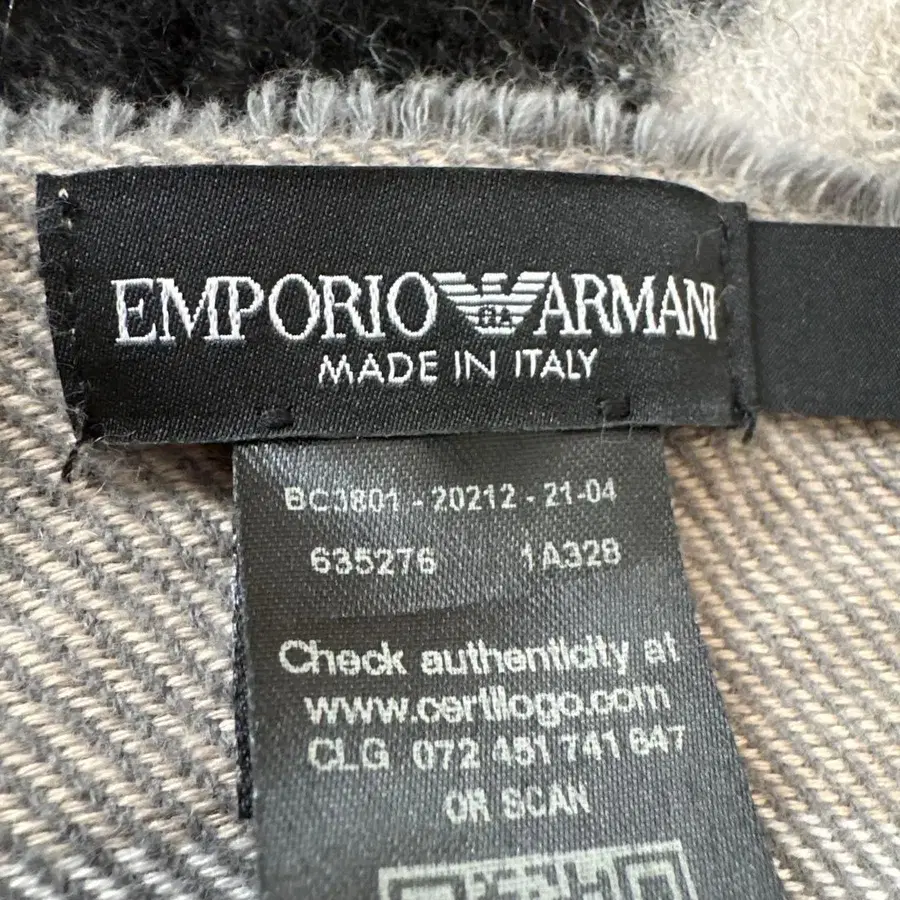 EMPORIO EA ARMANI
MADE IN ITALY
BC3801 - 20212 - 21-04
635276 1A328
Check authenticity at
www.certilogo.com
CLG 072 451 741 647
OR SCAN